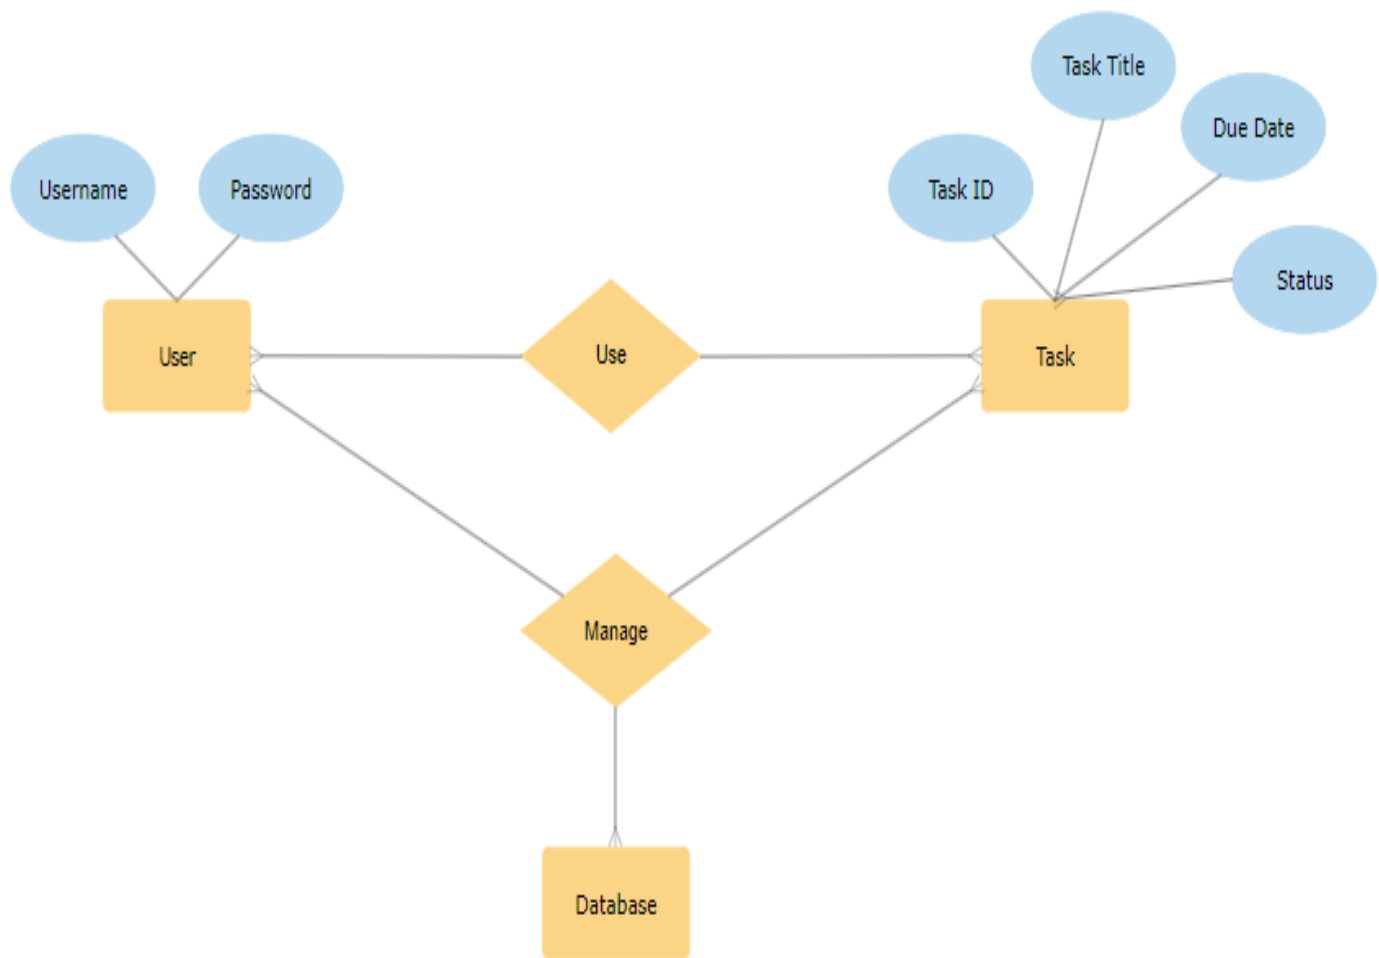 Task Title
Due Date
Username
Password
Task ID
Status
User
Use
Task
Manage
Database